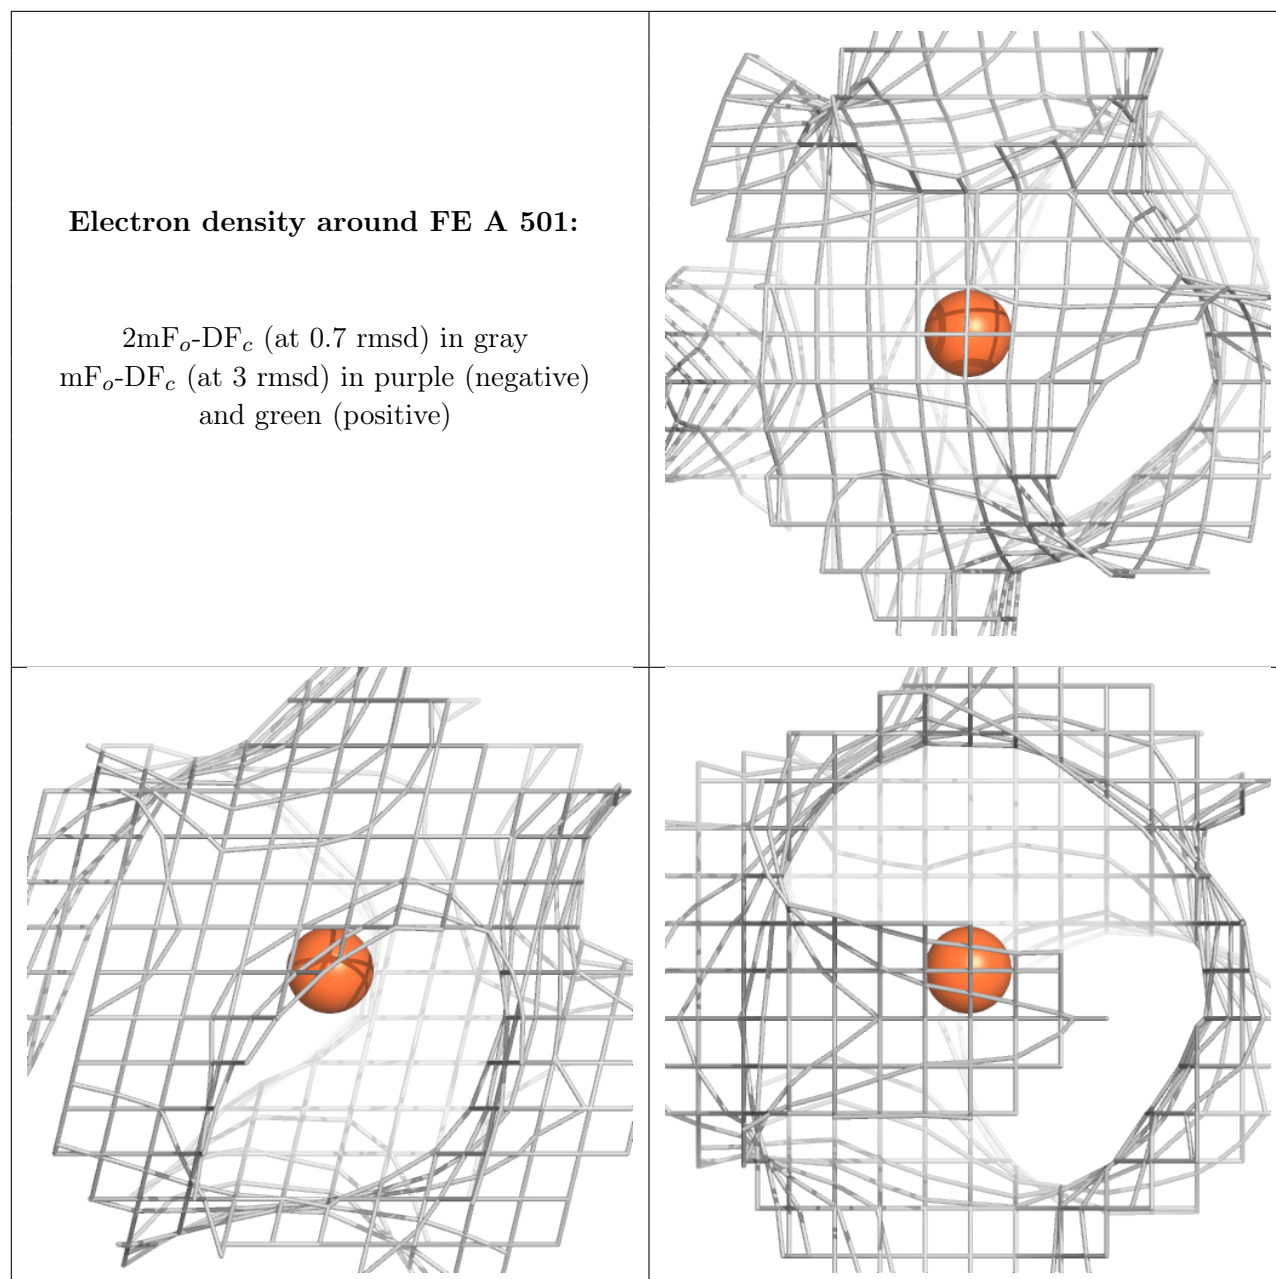 Electron density around FE A 501:
2mFo-DFc (at 0.7 rmsd) in gray
mFo-DFc (at 3 rmsd) in purple (negative)
and green (positive)